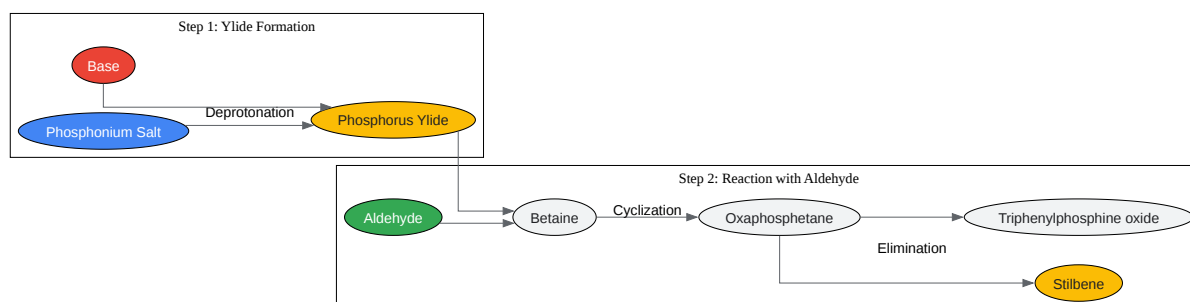 Step 1: Ylide Formation
Base
Deprotonation
Phosphonium Salt
Phosphorus Ylide
Step 2: Reaction with Aldehyde
Aldehyde
Betaine
Cyclization
Oxaphosphetane
Triphenylphosphine oxide
Elimination
Stilbene